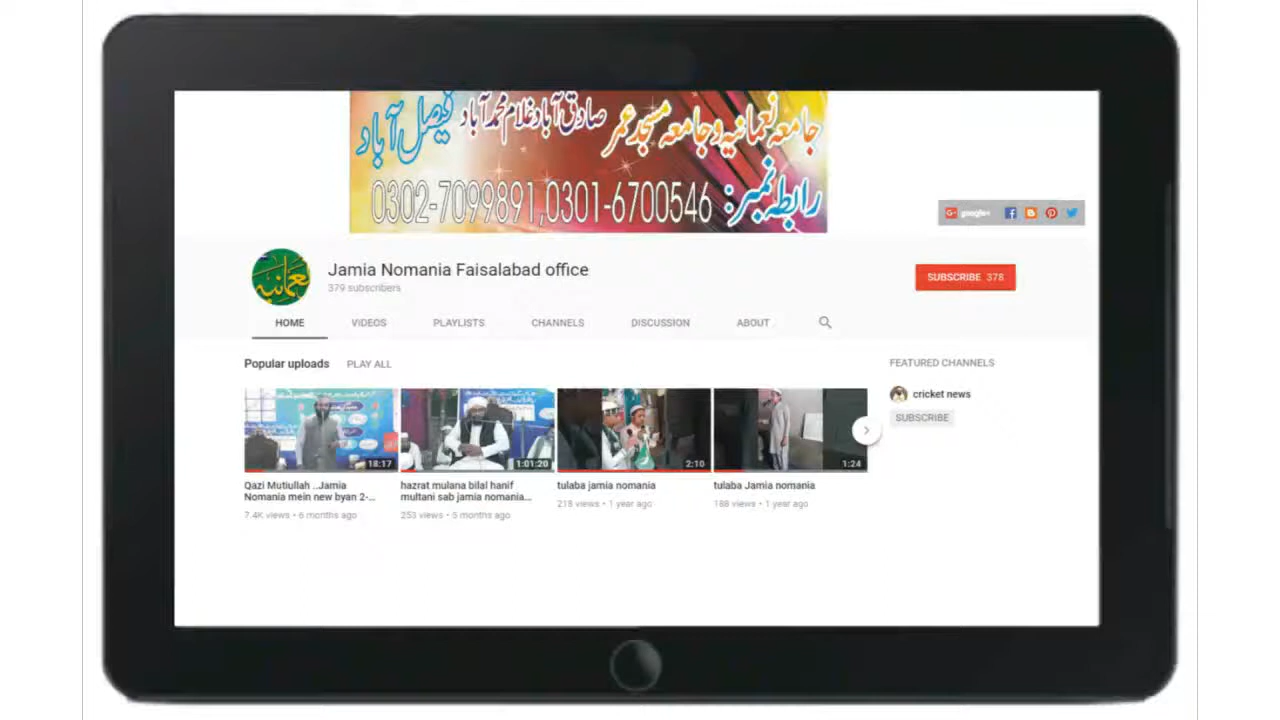 جامعہ نعمانیہ و جامعہ مسجد عمر صادق آباد غلام محمد آباد فیصل آباد
رابطہ نمبر: 0302-7099891,0301-6700546
google+
نعمانیہ
Jamia Nomania Faisalabad office
379 subscribers
SUBSCRIBE 378
HOME VIDEOS PLAYLISTS CHANNELS DISCUSSION ABOUT
Popular uploads PLAY ALL
18:17
1:01:20
2:10
1:24
Qazi Mutiullah ..Jamia
Nomania mein new byan 2-...
7.4K views • 6 months ago
hazrat mulana bilal hanif
multani sab jamia nomania...
253 views • 5 months ago
tulaba jamia nomania
218 views • 1 year ago
tulaba Jamia nomania
188 views • 1 year ago
FEATURED CHANNELS
cricket news
SUBSCRIBE